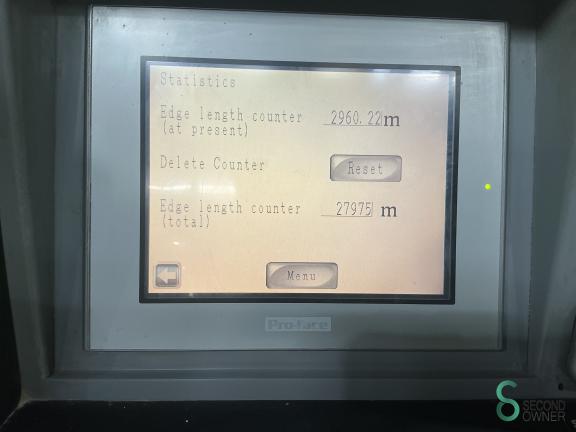 Statistics
Edge length counter
(at present)
2960.22 m
Delete Counter
Reset
Edge length counter
(total)
27975 m
Menu
Pro-face
SECOND
OWNER